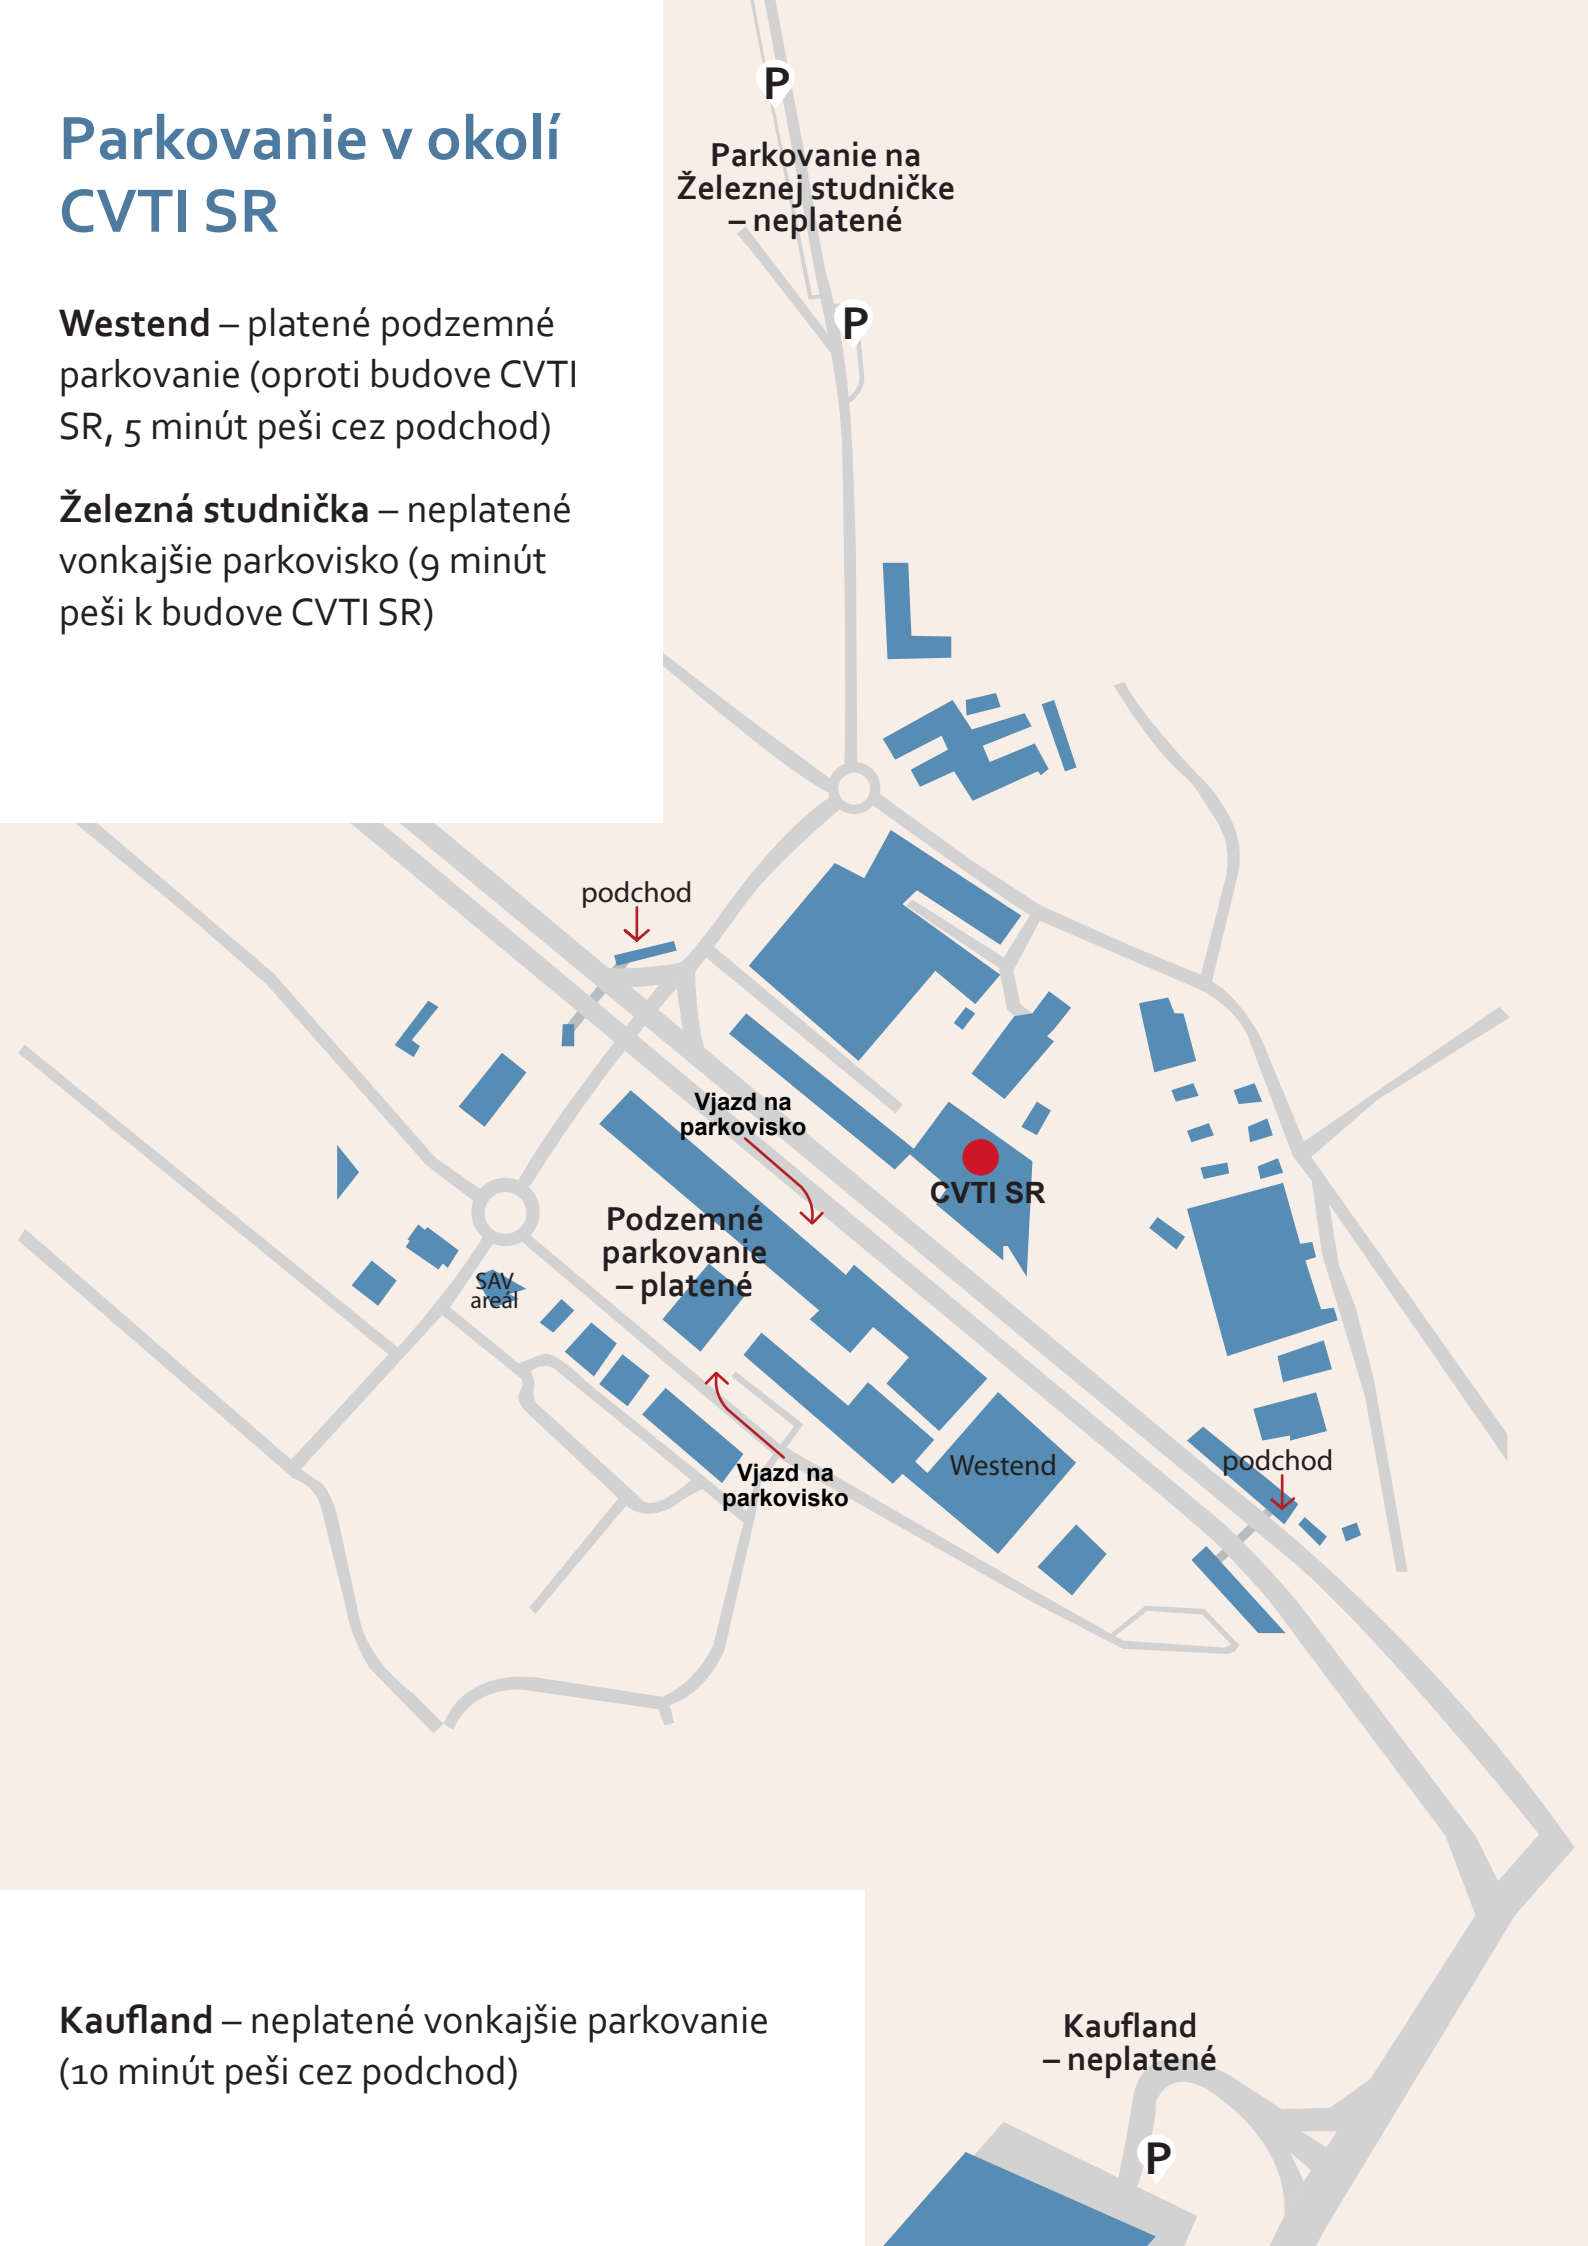 Parkovanie v okolí
CVTI SR
Westend – platené podzemné
parkovanie (oproti budove CVTI
SR, 5 minút peši cez podchod)
Železná studnička – neplatené
vonkajšie parkovisko (9 minút
peši k budove CVTI SR)
P
Parkovanie na
Železnej studničke
– neplatené
P
podchod
Vjazd na
parkovisko
CVTI SR
Podzemné
parkovanie
– platené
SAV
areál
Westend
podchod
Vjazd na
parkovisko
Kaufland – neplatené vonkajšie parkovanie
(10 minút peši cez podchod)
Kaufland
– neplatené
P